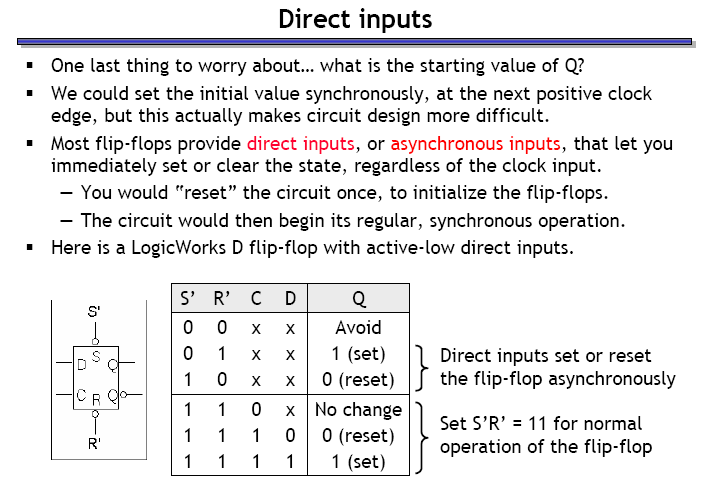 Direct inputs
▪ One last thing to worry about… what is the starting value of Q?
▪ We could set the initial value synchronously, at the next positive clock
edge, but this actually makes circuit design more difficult.
▪ Most flip-flops provide direct inputs, or asynchronous inputs, that let you
immediately set or clear the state, regardless of the clock input.
— You would "reset" the circuit once, to initialize the flip-flops.
— The circuit would then begin its regular, synchronous operation.
▪ Here is a LogicWorks D flip-flop with active-low direct inputs.
S'
D S Q
C R Q
R'
S' R' C D Q
0 0 x x Avoid
0 1 x x 1 (set)
1 0 x x 0 (reset)
1 1 0 x No change
1 1 1 0 0 (reset)
1 1 1 1 1 (set)
Direct inputs set or reset
the flip-flop asynchronously
Set S'R' = 11 for normal
operation of the flip-flop